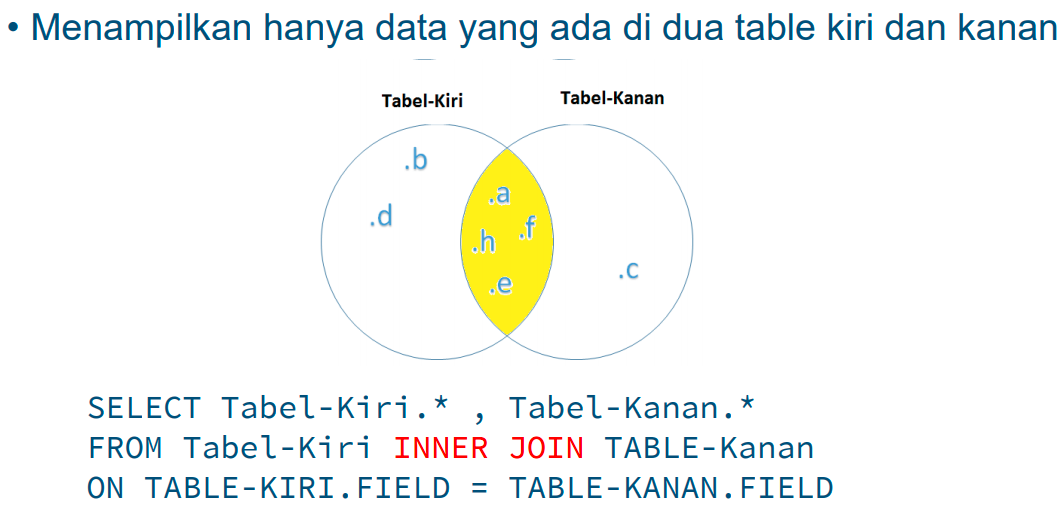 • Menampilkan hanya data yang ada di dua table kiri dan kanan
Tabel-Kiri
Tabel-Kanan
.b
.a
.d
.f
.h
.c
.e
SELECT Tabel-Kiri.* , Tabel-Kanan.*
FROM Tabel-Kiri INNER JOIN TABLE-Kanan
ON TABLE-KIRI.FIELD = TABLE-KANAN.FIELD